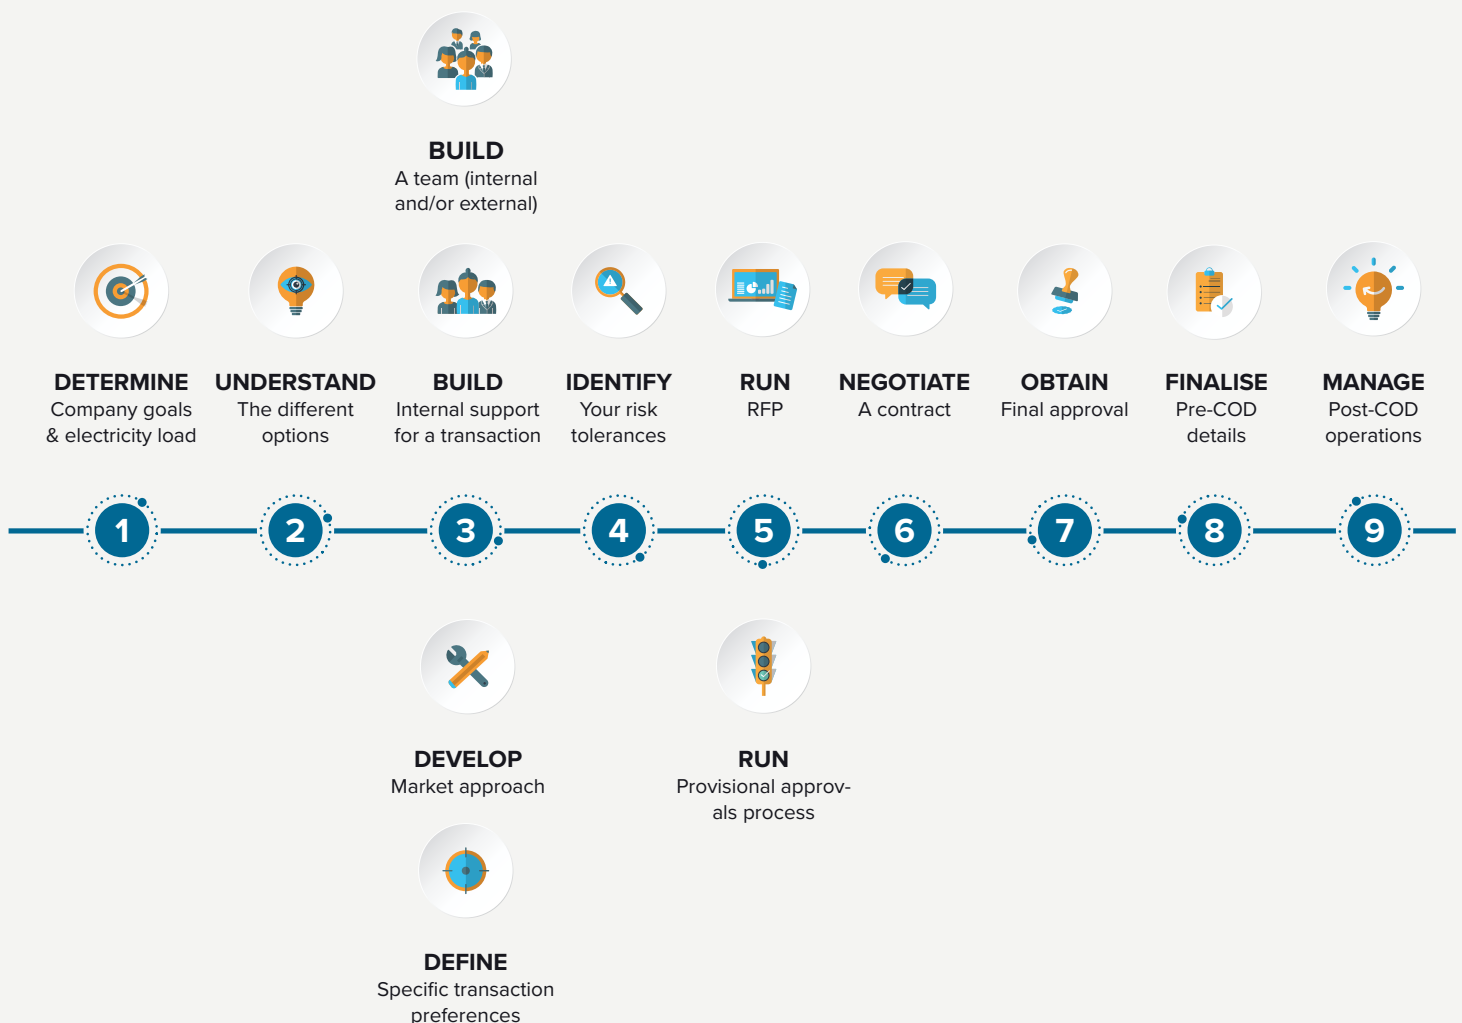 BUILD
A team (internal
and/or external)
DETERMINE
Company goals
& electricity load
UNDERSTAND
The different
options
BUILD
Internal support
for a transaction
IDENTIFY
Your risk
tolerances
RUN
RFP
NEGOTIATE
A contract
OBTAIN
Final approval
FINALISE
Pre-COD
details
MANAGE
Post-COD
operations
1
2
3
4
5
6
7
8
9
DEVELOP
Market approach
RUN
Provisional approv-
als process
DEFINE
Specific transaction
preferences